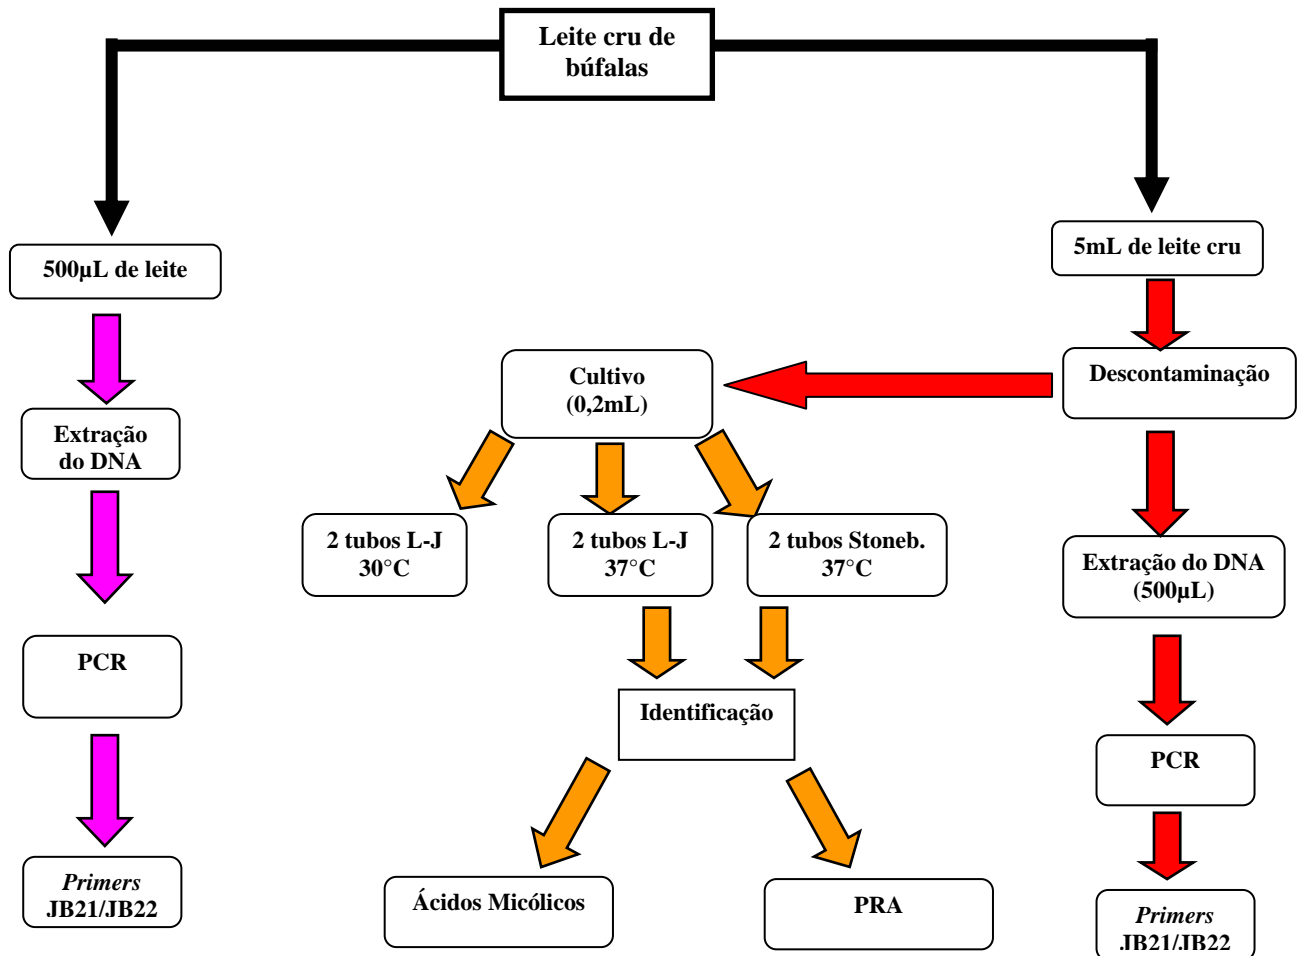 Leite cru de
búfalas
500µL de leite
5mL de leite cru
Descontaminação
Cultivo
(0,2mL)
Extração
do DNA
2 tubos L-J
30°C
2 tubos L-J
37°C
2 tubos Stoneb.
37°C
Extração do DNA
(500µL)
PCR
Identificação
PCR
Primers
JB21/JB22
Ácidos Micólicos
PRA
Primers
JB21/JB22